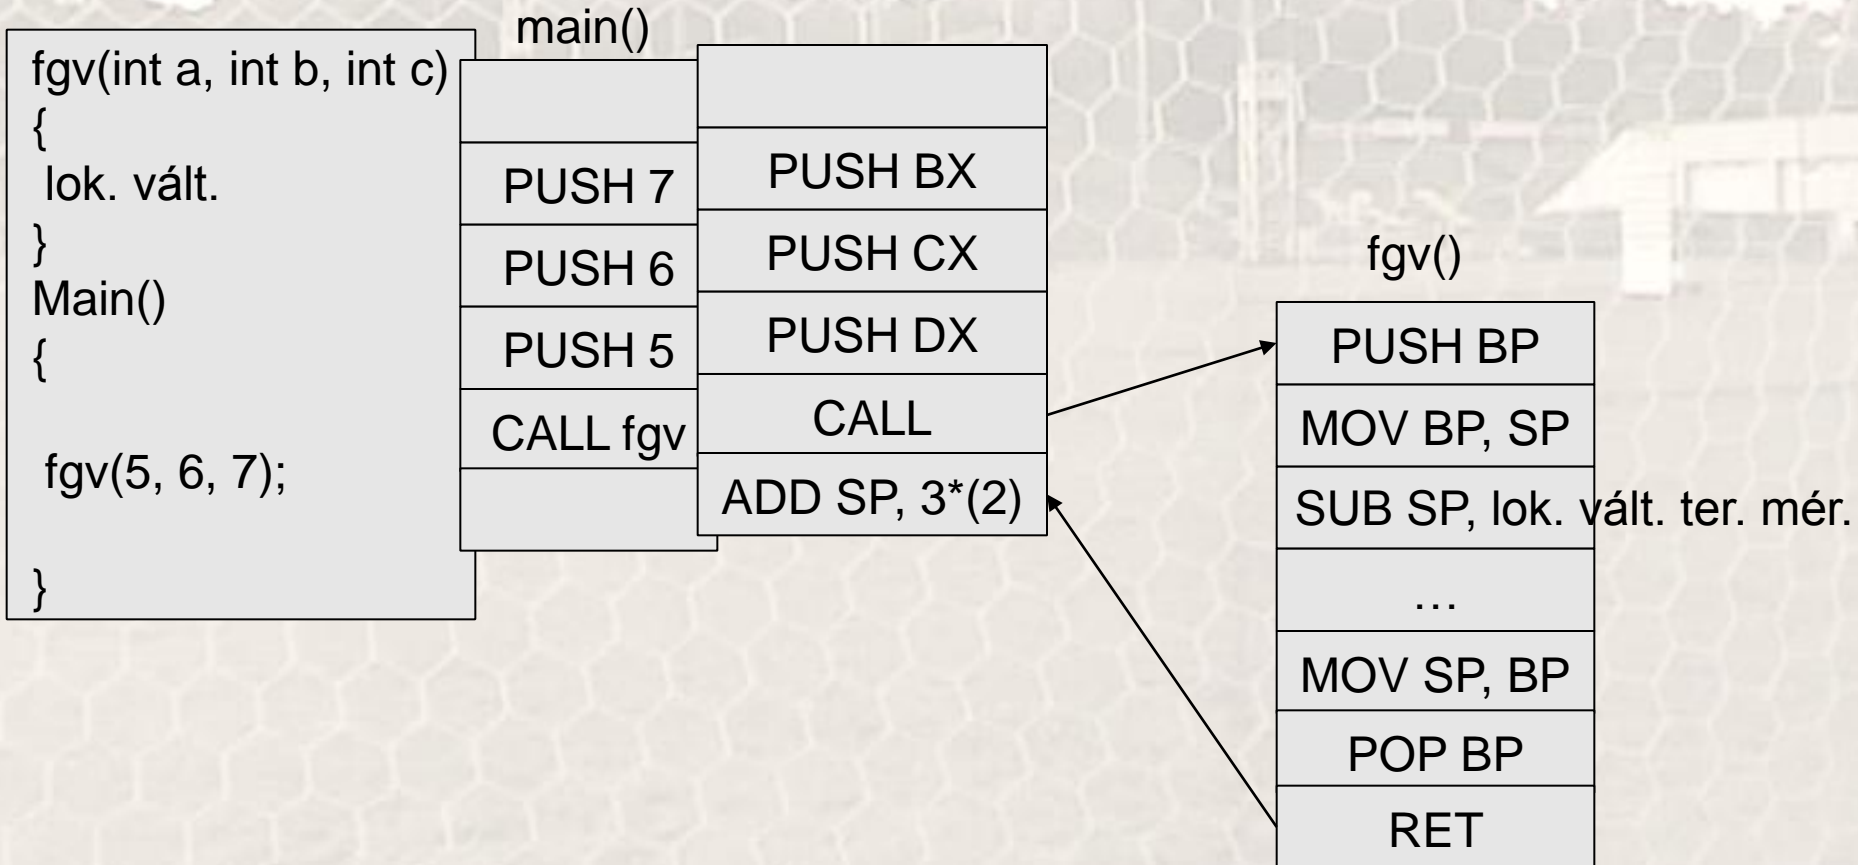 fgv(int a, int b, int c)
{
lok. vált.
}
Main()
{
fgv(5, 6, 7);
}
main()
PUSH 7
PUSH 6
PUSH 5
CALL fgv
PUSH BX
PUSH CX
PUSH DX
CALL
ADD SP, 3*(2)
fgv()
PUSH BP
MOV BP, SP
SUB SP, lok. vált. ter. mér.
…
MOV SP, BP
POP BP
RET